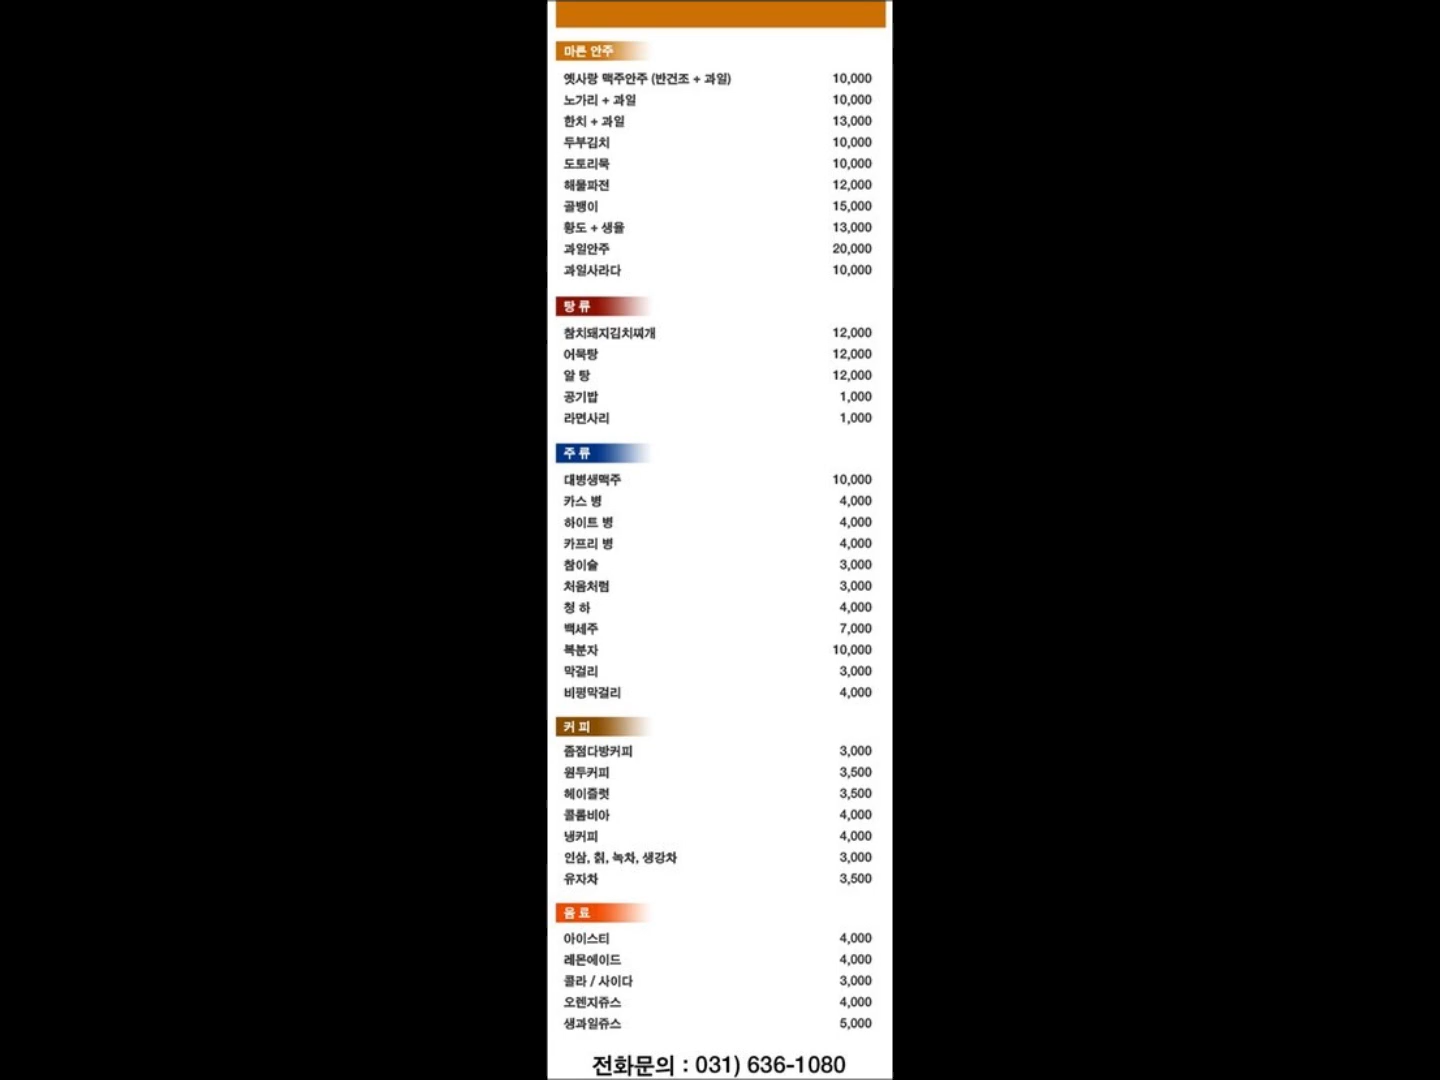 마른 안주
옛사랑 맥주안주 (반건조 + 과일) 10,000
노가리 + 과일 10,000
한치 + 과일 13,000
두부김치 10,000
도토리묵 10,000
해물파전 12,000
골뱅이 15,000
황도 + 생율 13,000
과일안주 20,000
과일사라다 10,000
탕 류
참치돼지김치찌개 12,000
어묵탕 12,000
알 탕 12,000
공기밥 1,000
라면사리 1,000
주 류
대병생맥주 10,000
카스 병 4,000
하이트 병 4,000
카프리 병 4,000
참이슬 3,000
처음처럼 3,000
청 하 4,000
백세주 7,000
복분자 10,000
막걸리 3,000
비평막걸리 4,000
커 피
좀점다방커피 3,000
원두커피 3,500
헤이즐럿 3,500
콜롬비아 4,000
냉커피 4,000
인삼, 칡, 녹차, 생강차 3,000
유자차 3,500
음 료
아이스티 4,000
레몬에이드 4,000
콜라 / 사이다 3,000
오렌지쥬스 4,000
생과일쥬스 5,000
전화문의 : 031) 636-1080